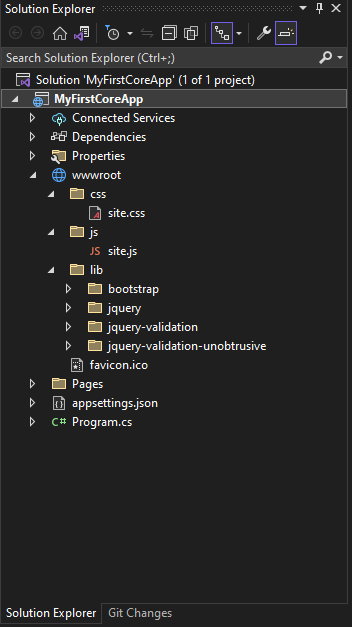 Solution Explorer
Search Solution Explorer (Ctrl+;)
Solution 'MyFirstCoreApp' (1 of 1 project)
MyFirstCoreApp
Connected Services
Dependencies
Properties
wwwroot
css
site.css
js
JS site.js
lib
bootstrap
jquery
jquery-validation
jquery-validation-unobtrusive
favicon.ico
Pages
appsettings.json
C# Program.cs
Solution Explorer Git Changes